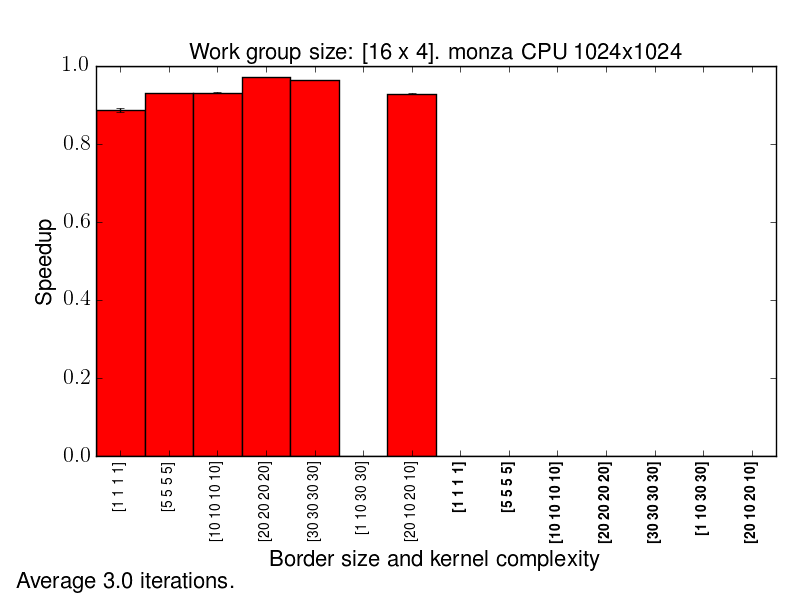 Work group size: [16 x 4]. monza CPU 1024x1024
1.0
0.8
0.6
0.4
0.2
0.0
Speedup
[1 1 1 1]
[5 5 5 5]
[10 10 10 10]
[20 20 20 20]
[30 30 30 30]
[1 10 30 30]
[20 10 20 10]
[1 1 1 1]
[5 5 5 5]
[10 10 10 10]
[20 20 20 20]
[30 30 30 30]
[1 10 30 30]
[20 10 20 10]
Border size and kernel complexity
Average 3.0 iterations.